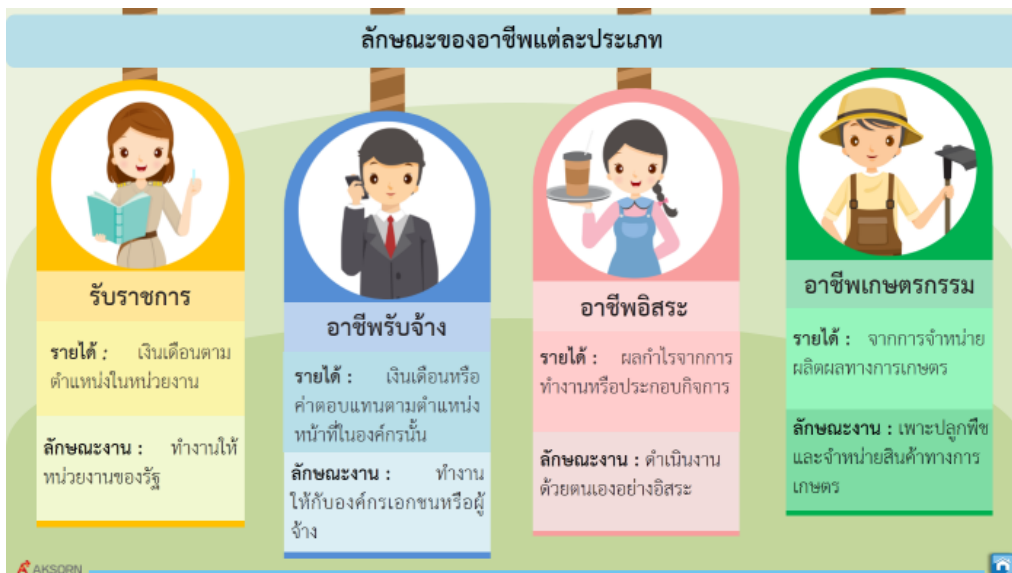 ลักษณะของอาชีพแต่ละประเภท
รับราชการ
รายได้ : เงินเดือนตาม
ตำแหน่งในหน่วยงาน
ลักษณะงาน : ทำงานให้
หน่วยงานของรัฐ
อาชีพรับจ้าง
รายได้ : เงินเดือนหรือ
ค่าตอบแทนตามตำแหน่ง
หน้าที่ในองค์กรนั้น
ลักษณะงาน : ทำงาน
ให้กับองค์กรเอกชนหรือผู้
จ้าง
อาชีพอิสระ
รายได้ : ผลกำไรจากการ
ทำงานหรือประกอบกิจการ
ลักษณะงาน : ดำเนินงาน
ด้วยตนเองอย่างอิสระ
อาชีพเกษตรกรรม
รายได้ : จากการจำหน่าย
ผลิตผลทางการเกษตร
ลักษณะงาน : เพาะปลูกพืช
และจำหน่ายสินค้าทางการ
เกษตร
AKSORN